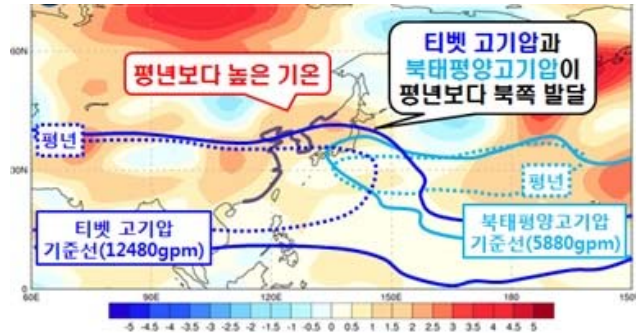 티벳 고기압과
북태평양고기압이
평년보다 북쪽 발달
평년보다 높은 기온
60N
평년
30N
평년
티벳 고기압
기준선(12480gpm)
북태평양고기압
기준선(5880gpm)
0
60E 90E 120E 150E 180 150
-5 -4.5 -4 -3.5 -3 -2.5 -2 -1.5 -1 -0.5 0 0.5 1 1.5 2 2.5 3 3.5 4 4.5 5